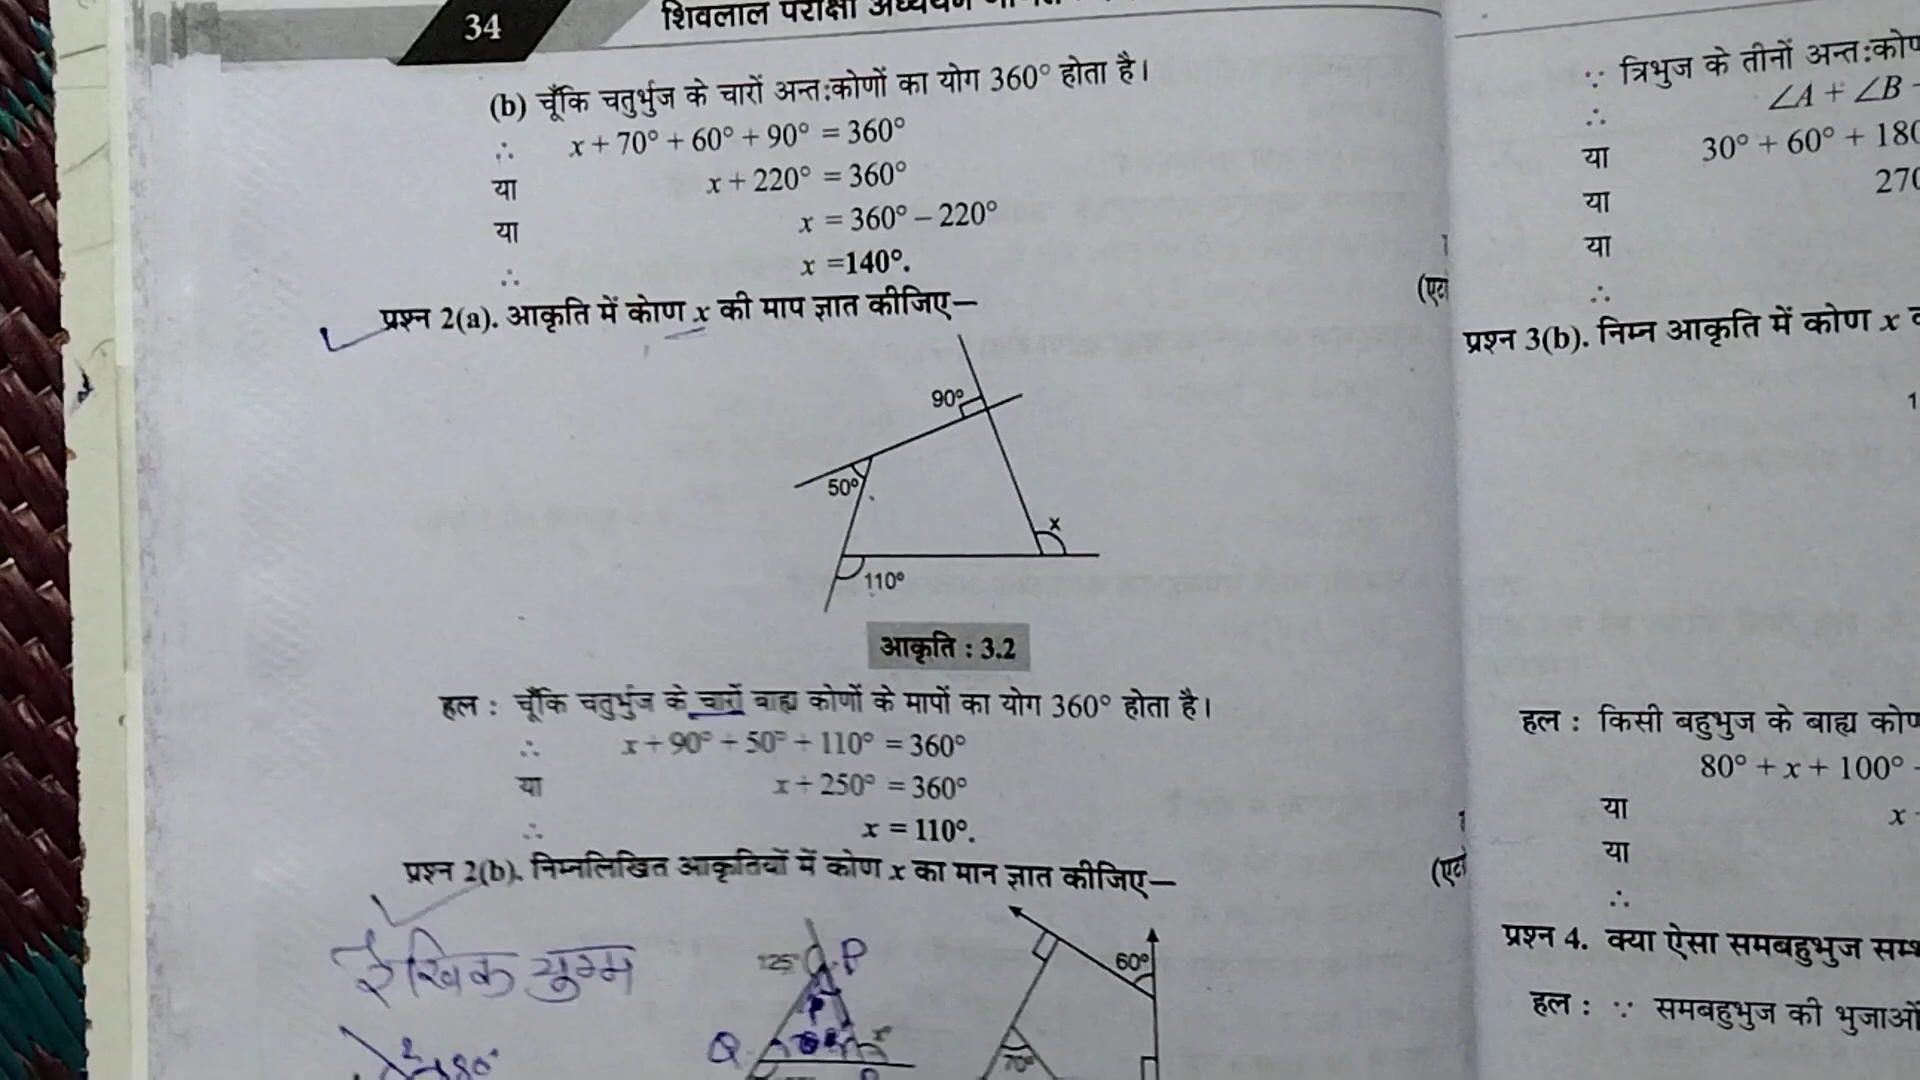 34
शिवलाल परीक्षा अध्ययन
(b) चूँकि चतुर्भुज के चारों अन्त:कोणों का योग 360° होता है।
∴ x + 70° + 60° + 90° = 360°
या x + 220° = 360°
या x = 360° – 220°
∴ x =140°.
प्रश्न 2(a). आकृति में कोण x की माप ज्ञात कीजिए—
90°
50°
x
110°
आकृति : 3.2
हल : चूँकि चतुर्भुज के चारों बाह्य कोणों के मापों का योग 360° होता है।
∴ x + 90° + 50° + 110° = 360°
या x + 250° = 360°
∴ x = 110°.
प्रश्न 2(b). निम्नलिखित आकृतियों में कोण x का मान ज्ञात कीजिए—
रैखिक युग्म
125° P
Q
x
60°
70°
∵ त्रिभुज के तीनों अन्त:कोण
∴ ∠A + ∠B
या 30° + 60° + 180
या 270
या
∴
प्रश्न 3(b). निम्न आकृति में कोण x
हल : किसी बहुभुज के बाह्य कोण
80° + x + 100°
या x
या
∴
प्रश्न 4. क्या ऐसा समबहुभुज
हल : ∵ समबहुभुज की भुजाओं